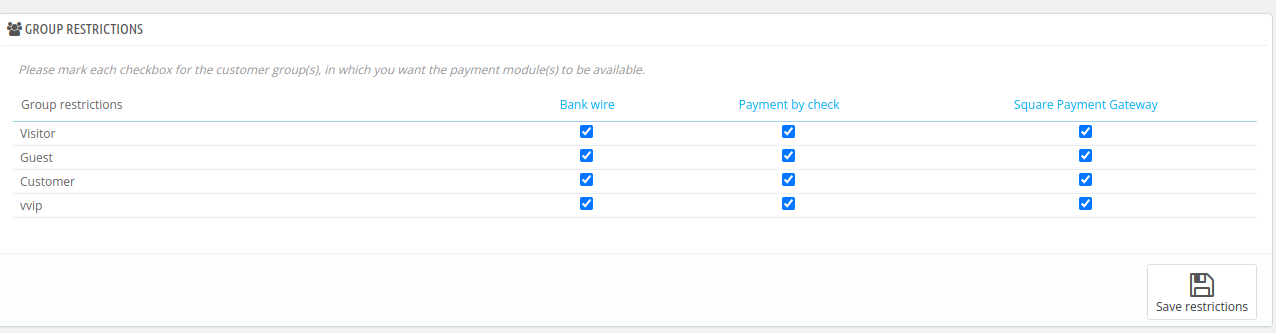 GROUP RESTRICTIONS
Please mark each checkbox for the customer group(s), in which you want the payment module(s) to be available.
Group restrictions Bank wire Payment by check Square Payment Gateway
Visitor
Guest
Customer
vvip
Save restrictions